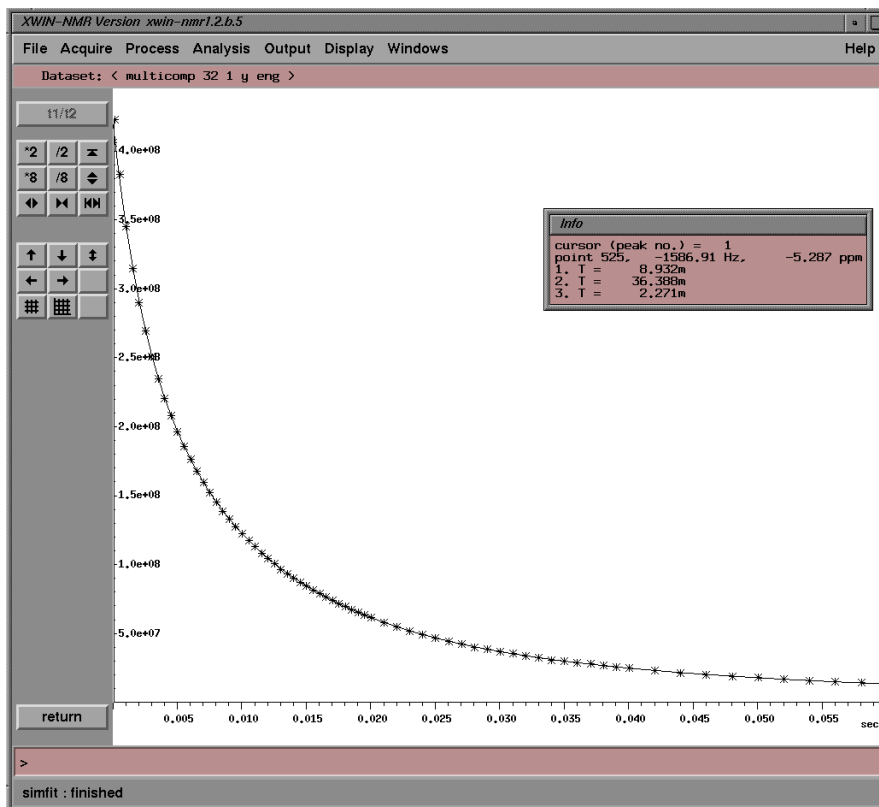 XWIN-NMR Version xwin-nmr1.2.b.5
File Acquire Process Analysis Output Display Windows Help
Dataset: < multicomp 32 1 y eng >
t1/t2
*2 /2
*8 /8
4.0e+08
3.5e+08
3.0e+08
2.5e+08
2.0e+08
1.5e+08
1.0e+08
5.0e+07
Info
cursor (peak no.) = 1
point 525, -1586.91 Hz, -5.287 ppm
1. T = 8.932m
2. T = 36.388m
3. T = 2.271m
return
0.005 0.010 0.015 0.020 0.025 0.030 0.035 0.040 0.045 0.050 0.055 sec
>
simfit : finished